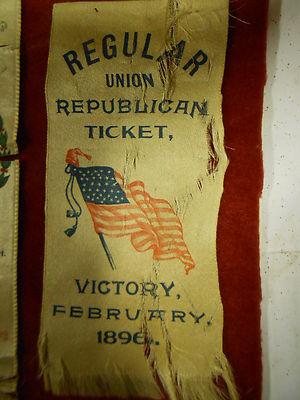 REGULAR
UNION
REPUBLICAN
TICKET,
VICTORY,
FEBRUARY,
1896.